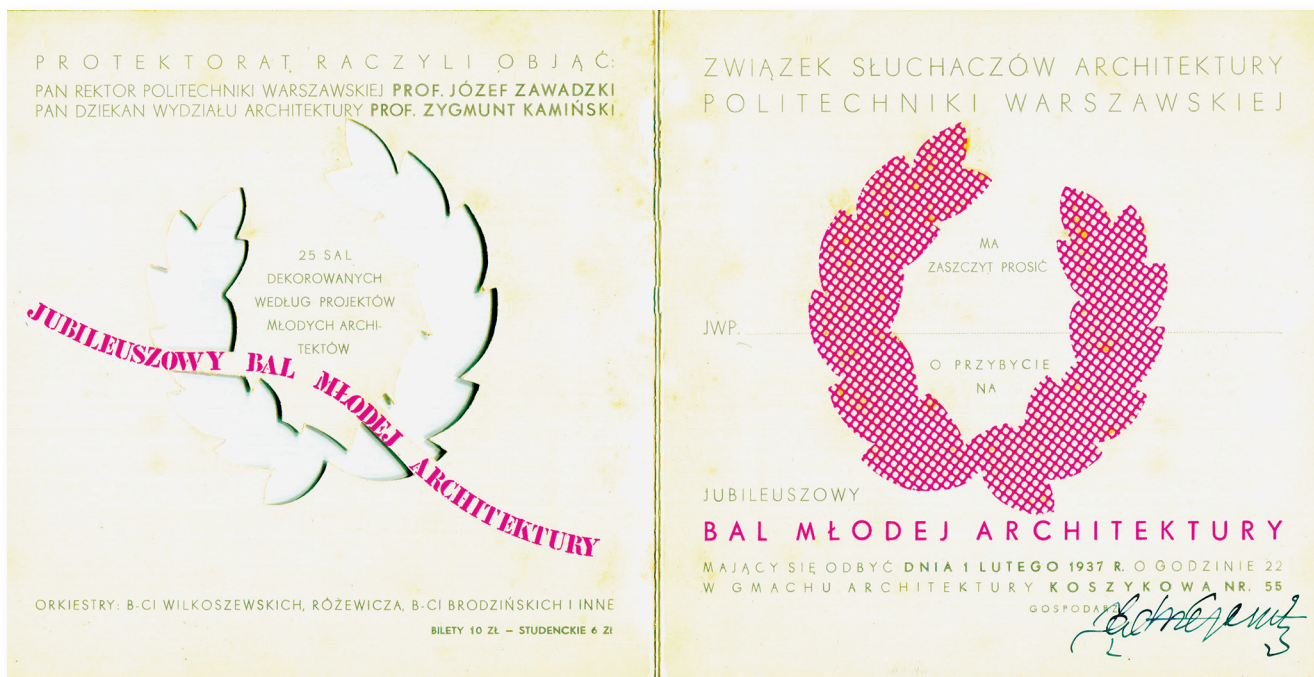 PROTEKTORAT RACZYLI OBJĄĆ:
PAN REKTOR POLITECHNIKI WARSZAWSKIEJ PROF. JÓZEF ZAWADZKI
PAN DZIEKAN WYDZIAŁU ARCHITEKTURY PROF. ZYGMUNT KAMIŃSKI
25 SAL
DEKOROWANYCH
WEDŁUG PROJEKTÓW
MŁODYCH ARCHI-
TEKTÓW
JUBILEUSZOWY BAL MŁODEJ ARCHITEKTURY
ORKIESTRY: B-CI WILKOSZEWSKICH, RÓŻEWICZA, B-CI BRODZIŃSKICH I INNE
BILETY 10 ZŁ – STUDENCKIE 6 ZŁ
ZWIĄZEK SŁUCHACZÓW ARCHITEKTURY
POLITECHNIKI WARSZAWSKIEJ
MA
ZASZCZYT PROSIĆ
JWP.
O PRZYBYCIE
NA
JUBILEUSZOWY
BAL MŁODEJ ARCHITEKTURY
MAJĄCY SIĘ ODBYĆ DNIA 1 LUTEGO 1937 R. O GODZINIE 22
W GMACHU ARCHITEKTURY KOSZYKOWA NR. 55
GOSPODARZ